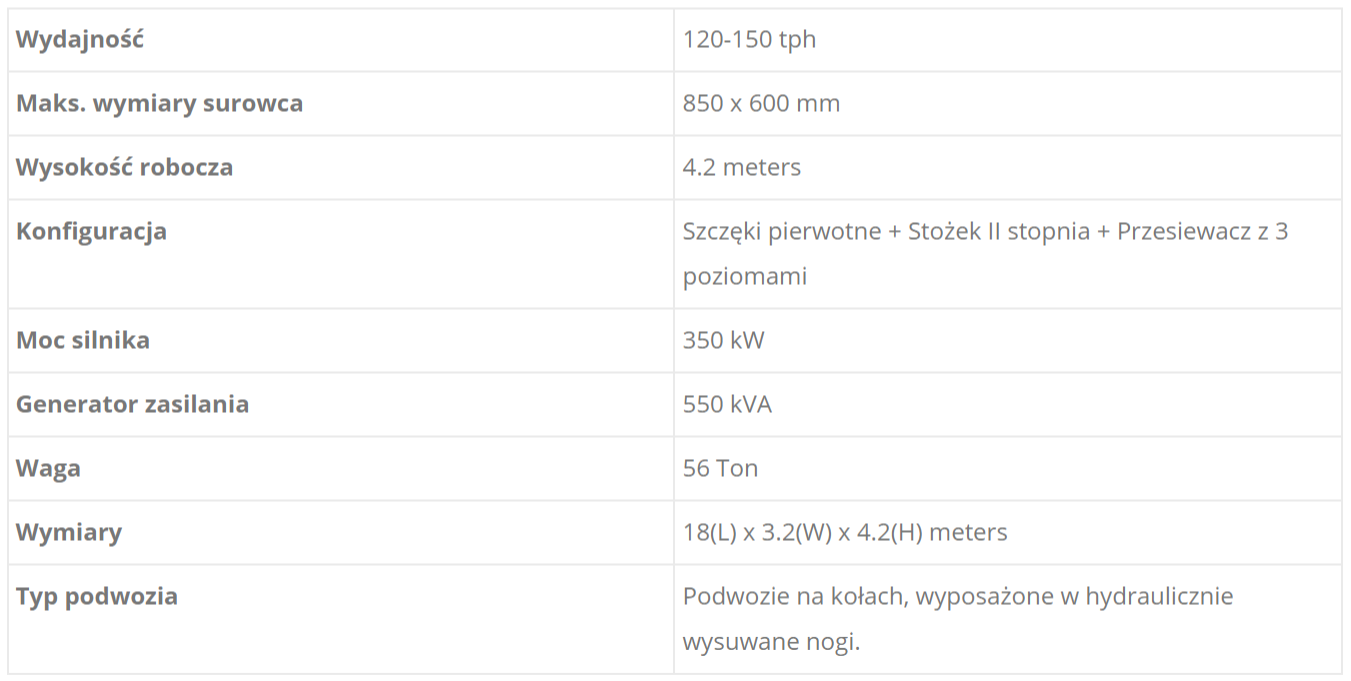 Wydajność 120-150 tph
Maks. wymiary surowca 850 x 600 mm
Wysokość robocza 4.2 meters
Konfiguracja Szczęki pierwotne + Stożek II stopnia + Przesiewacz z 3
poziomami
Moc silnika 350 kW
Generator zasilania 550 kVA
Waga 56 Ton
Wymiary 18(L) x 3.2(W) x 4.2(H) meters
Typ podwozia Podwozie na kołach, wyposażone w hydraulicznie
wysuwane nogi.